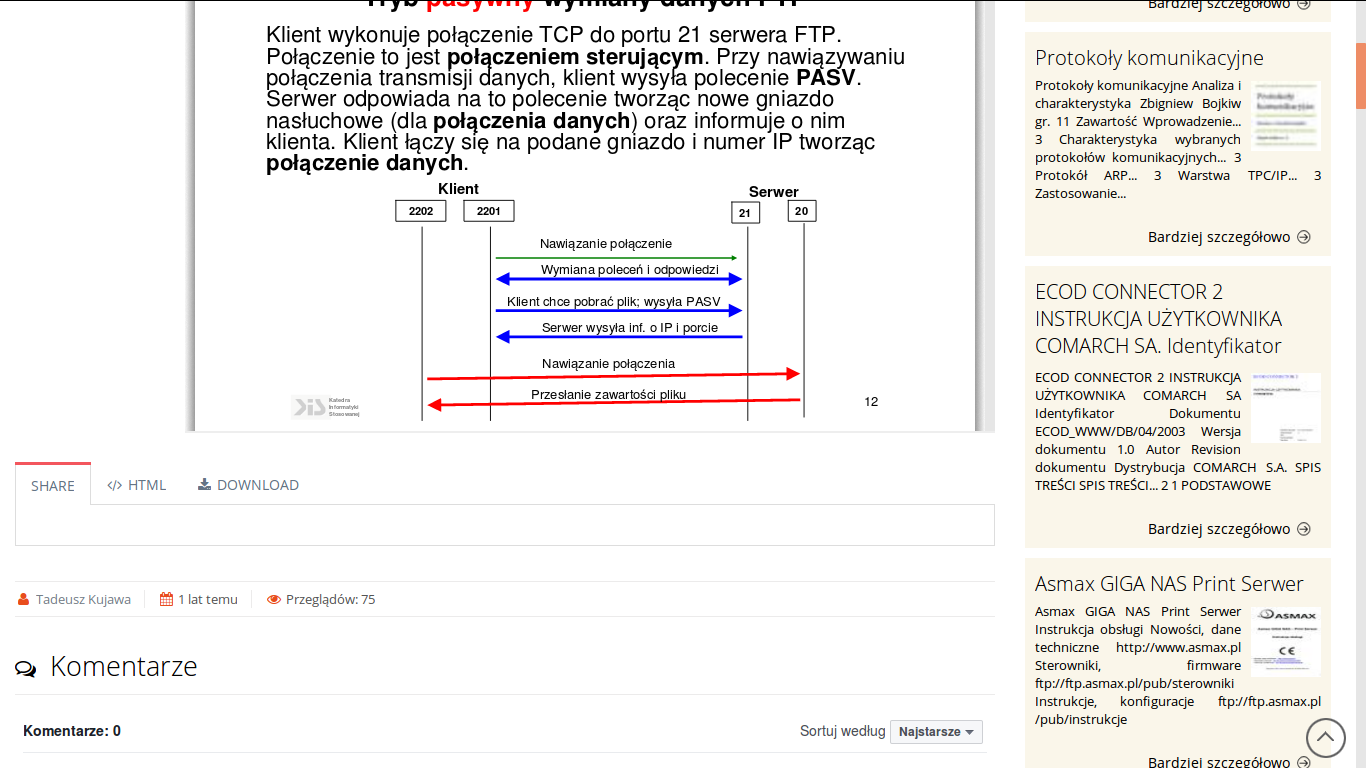 Tryb pasywny wymiany danych FTP
Klient wykonuje połączenie TCP do portu 21 serwera FTP.
Połączenie to jest połączeniem sterującym. Przy nawiązywaniu
połączenia transmisji danych, klient wysyła polecenie PASV.
Serwer odpowiada na to polecenie tworząc nowe gniazdo
nasłuchowe (dla połączenia danych) oraz informuje o nim
klienta. Klient łączy się na podane gniazdo i numer IP tworząc
połączenie danych.
Klient
Serwer
2202
2201
21
20
Nawiązanie połączenie
Wymiana poleceń i odpowiedzi
Klient chce pobrać plik; wysyła PASV
Serwer wysyła inf. o IP i porcie
Nawiązanie połączenia
Przesłanie zawartości pliku
Katedra
Informatyki
Stosowanej
12
SHARE
HTML
DOWNLOAD
Tadeusz Kujawa
1 lat temu
Przeglądów: 75
Komentarze
Komentarze: 0
Sortuj według
Najstarsze
Bardziej szczegółowo
Protokoły komunikacyjne
Protokoły komunikacyjne Analiza i
charakterystyka Zbigniew Bojkiw
gr. 11 Zawartość Wprowadzenie...
3 Charakterystyka wybranych
protokołów komunikacyjnych... 3
Protokół ARP... 3 Warstwa TPC/IP... 3
Zastosowanie...
Bardziej szczegółowo
ECOD CONNECTOR 2
INSTRUKCJA UŻYTKOWNIKA
COMARCH SA. Identyfikator
ECOD CONNECTOR 2 INSTRUKCJA
UŻYTKOWNIKA COMARCH SA
Identyfikator Dokumentu
ECOD_WWW/DB/04/2003 Wersja
dokumentu 1.0 Autor Revision
dokumentu Dystrybucja COMARCH S.A. SPIS
TREŚCI SPIS TREŚCI... 2 1 PODSTAWOWE
Bardziej szczegółowo
Asmax GIGA NAS Print Serwer
Asmax GIGA NAS Print Serwer
Instrukcja obsługi Nowości, dane
techniczne http://www.asmax.pl
Sterowniki, firmware
ftp://ftp.asmax.pl/pub/sterowniki
Instrukcje, konfiguracje ftp://ftp.asmax.pl
/pub/instrukcje
ASMAX
Bardziej szczegółowo